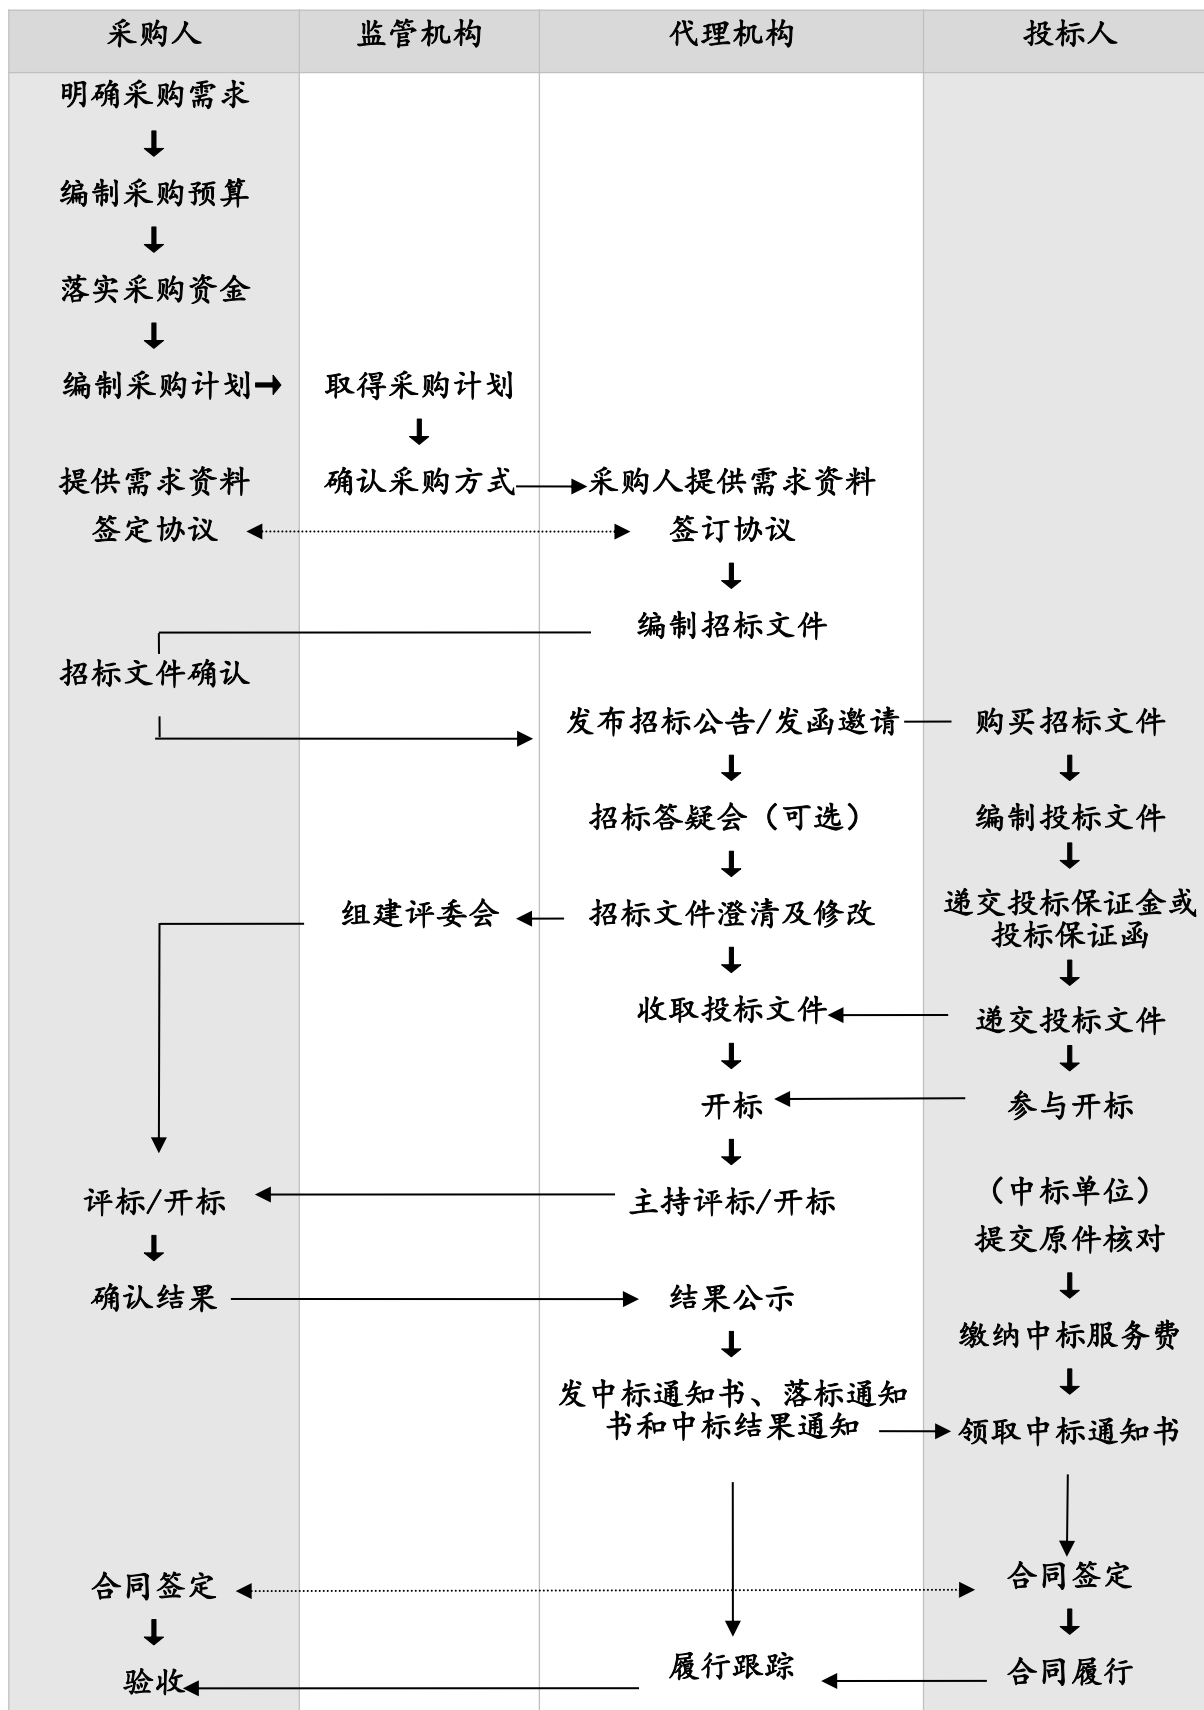 采购人 监管机构 代理机构 投标人
明确采购需求
编制采购预算
落实采购资金
编制采购计划 取得采购计划
提供需求资料 确认采购方式 采购人提供需求资料
签定协议 签订协议
编制招标文件
招标文件确认
发布招标公告/发函邀请 购买招标文件
招标答疑会（可选） 编制投标文件
组建评委会 招标文件澄清及修改 递交投标保证金或
投标保证函
收取投标文件 递交投标文件
开标 参与开标
评标/开标 主持评标/开标 （中标单位）
提交原件核对
确认结果 结果公示
缴纳中标服务费
发中标通知书、落标通知
书和中标结果通知 领取中标通知书
合同签定 合同签定
验收 履行跟踪 合同履行